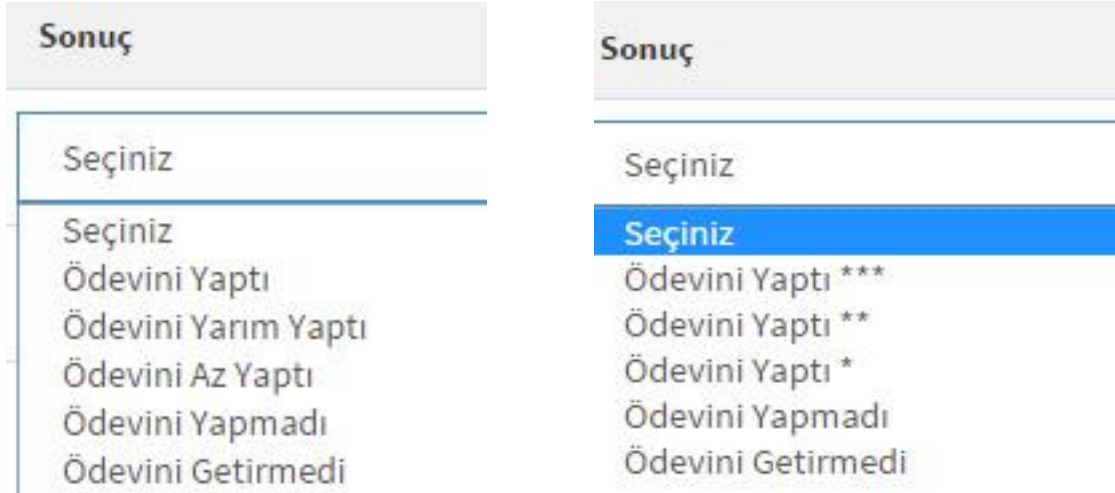 Sonuç
Seçiniz
Seçiniz
Ödevini Yaptı
Ödevini Yarım Yaptı
Ödevini Az Yaptı
Ödevini Yapmadı
Ödevini Getirmedi
Sonuç
Seçiniz
Seçiniz
Ödevini Yaptı ***
Ödevini Yaptı **
Ödevini Yaptı *
Ödevini Yapmadı
Ödevini Getirmedi